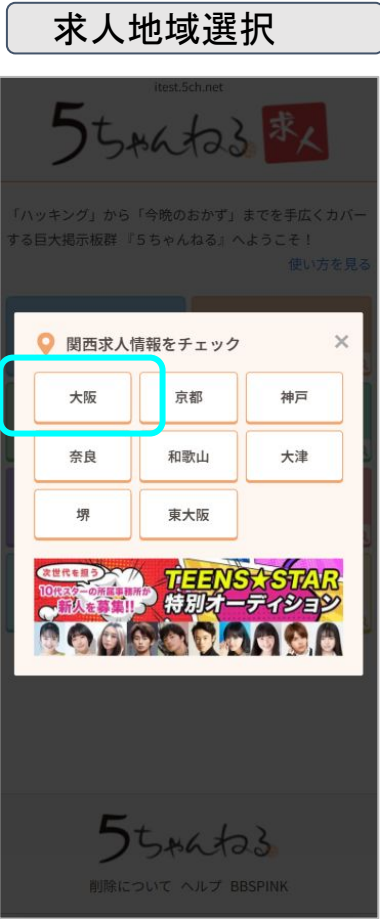 求人地域選択
itest.5ch.net
5ちゃんねる 求人
「ハッキング」から「今晩のおかず」までを手広くカバー
する巨大掲示板群『５ちゃんねる』へようこそ！
使い方を見る
関西求人情報をチェック ×
大阪 京都 神戸
奈良 和歌山 大津
堺 東大阪
次世代を担う
10代スターの所属事務所が
新人を募集!!
TEENS★STAR
特別オーディション
5ちゃんねる
削除について ヘルプ BBSPINK